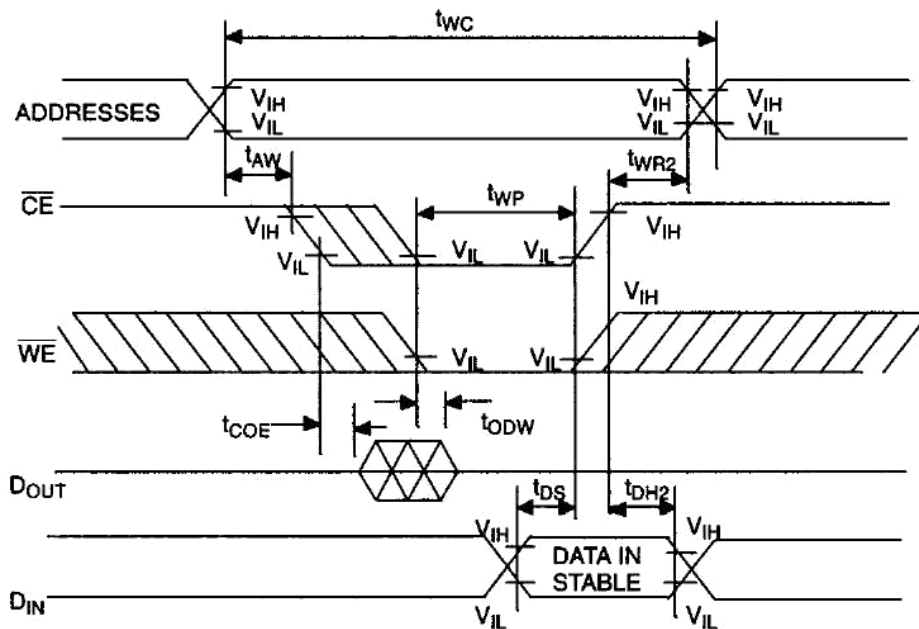 tWC
ADDRESSES
VIH
VIL
VIH
VIL
VIH
VIL
tAW
tWR2
CE
tWP
VIH
VIL
VIL
VIL
VIH
VIH
WE
VIL
VIL
tCOE
tODW
DOUT
tDS
tDH2
VIH
VIH
DATA IN
STABLE
DIN
VIL
VIL